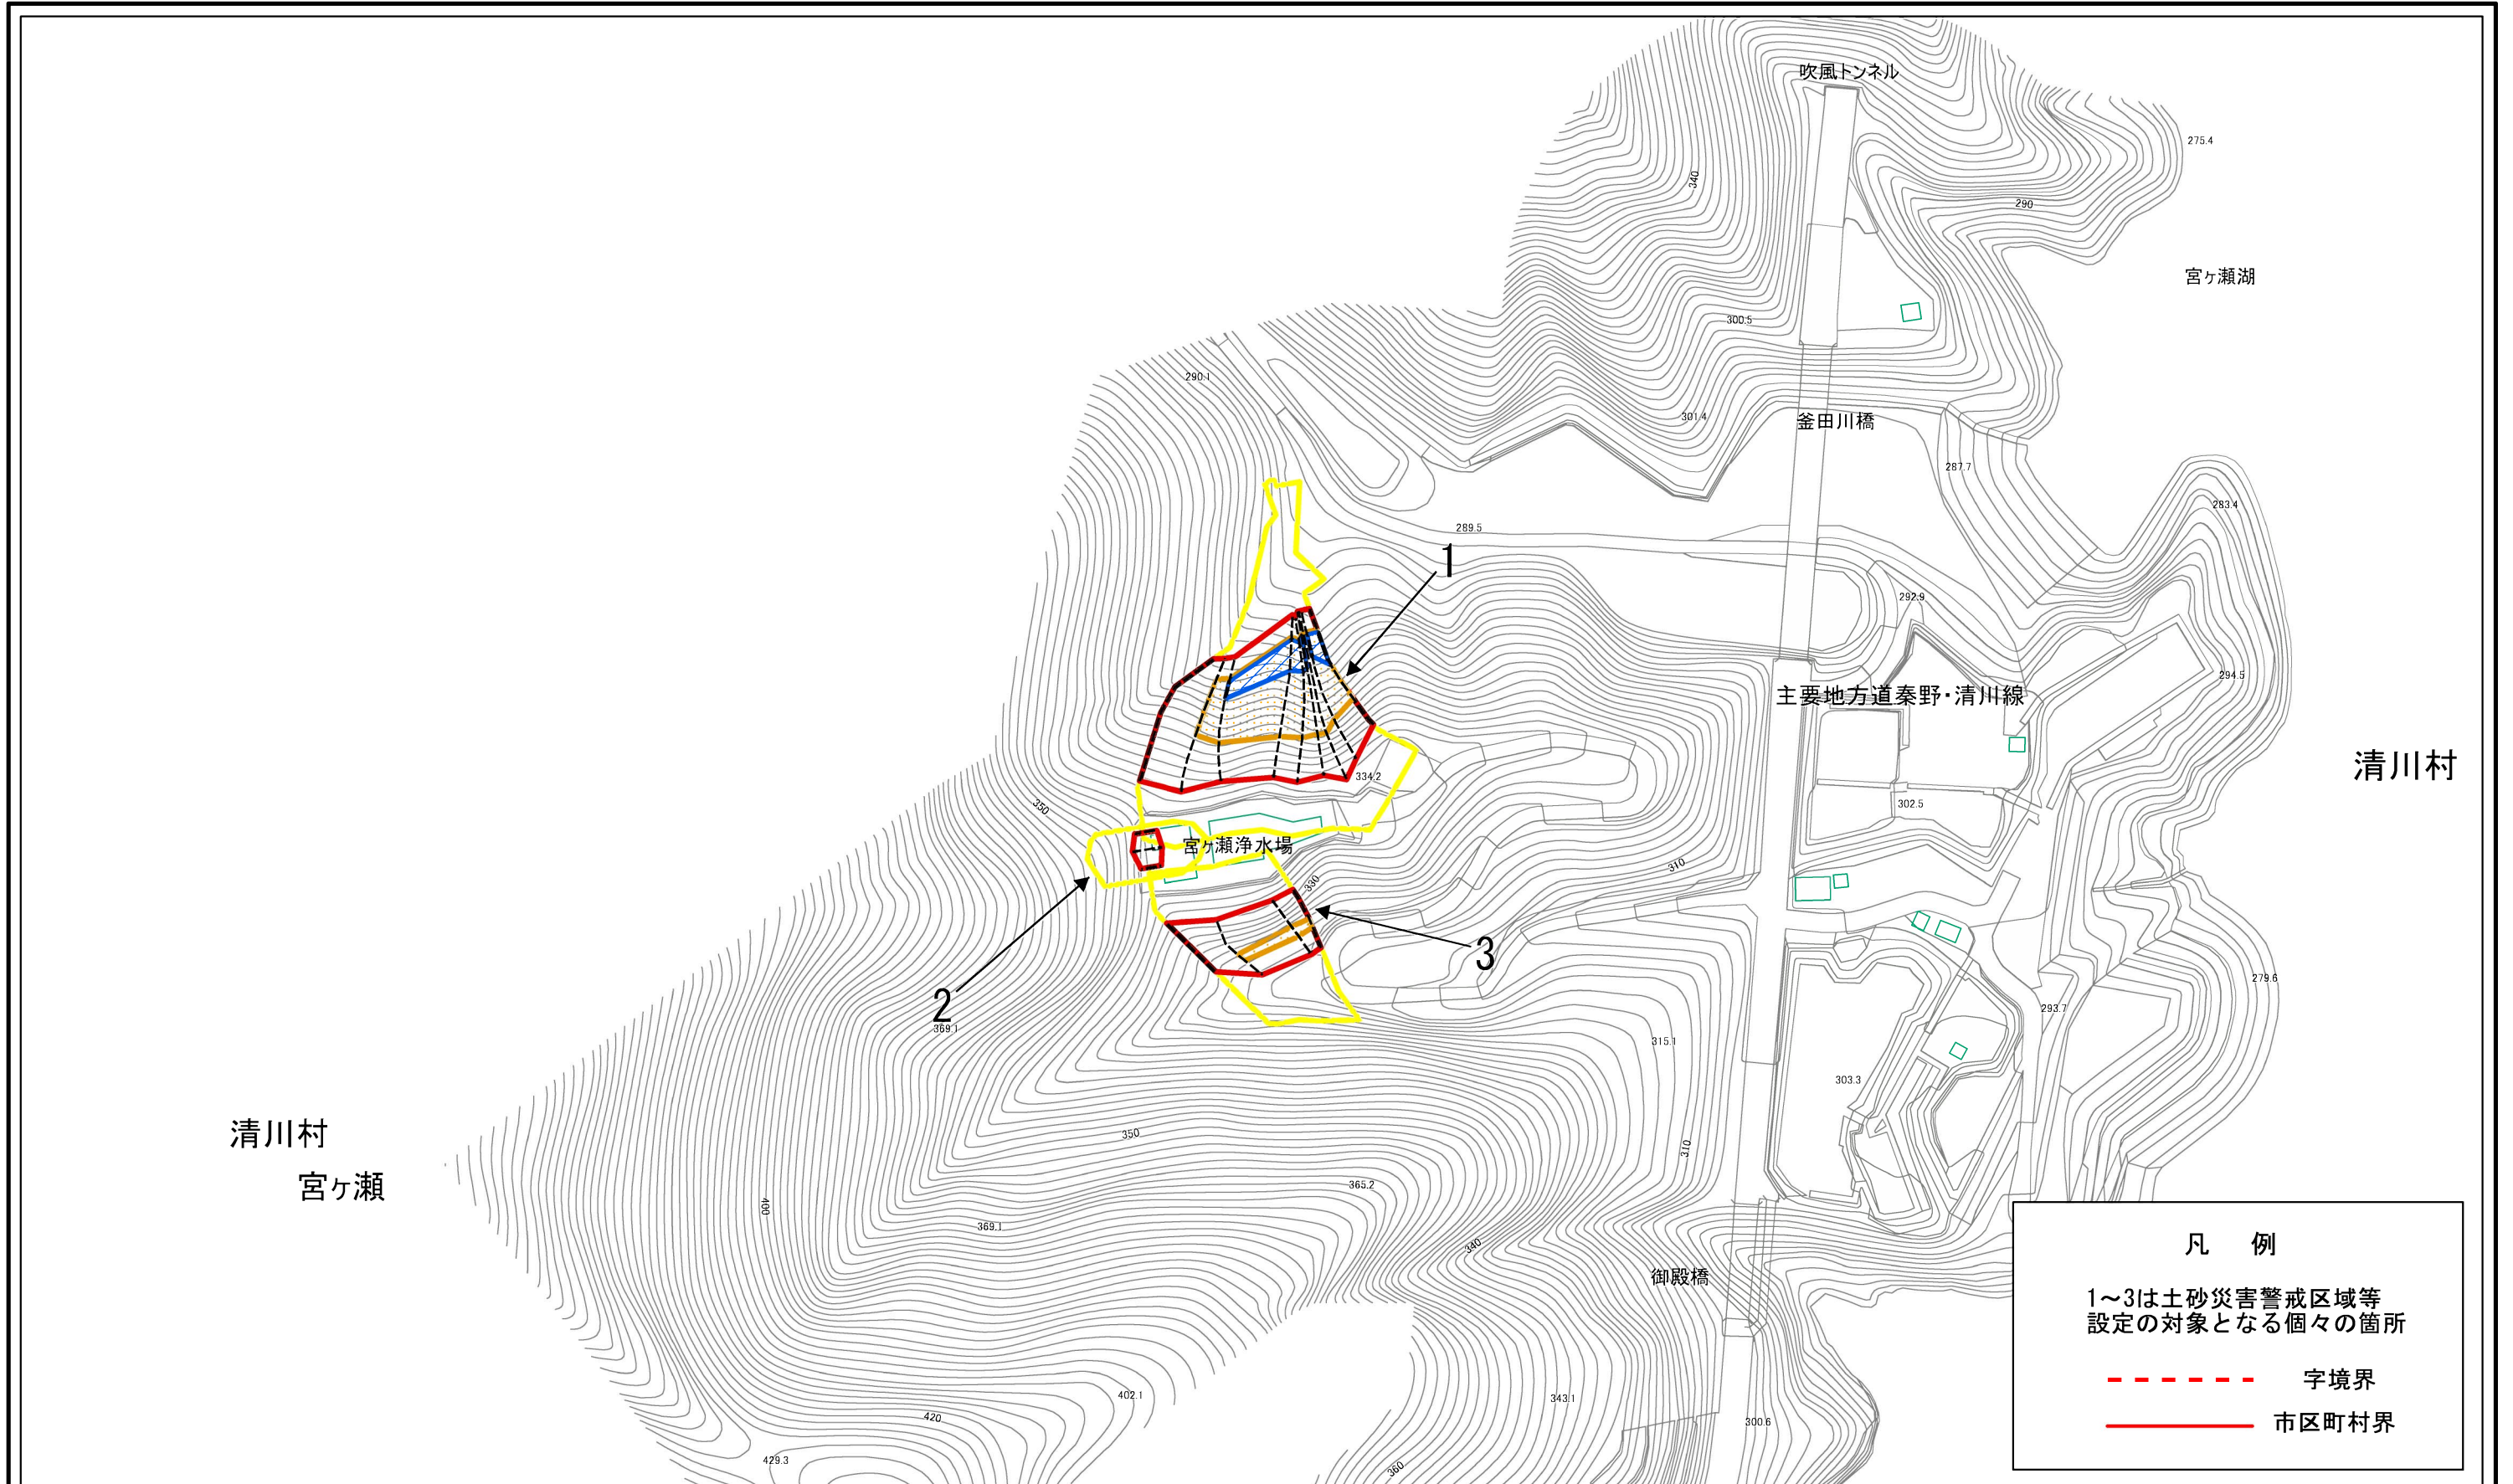 吹風トンネル
275.4
340
290
宮ヶ瀬湖
300.5
290.1
301.4
釜田川橋
287.7
283.4
289.5
1
292.9
294.5
主要地方道秦野・清川線
清川村
334.2
350
302.5
宮ヶ瀬浄水場
310
330
3
2
279.6
293.7
369.1
315.1
303.3
清川村
350
310
宮ヶ瀬
365.2
400
369.1
340
御殿橋
402.1
343.1
420
300.6
429.3
360
凡 例
1～3は土砂災害警戒区域等
設定の対象となる個々の箇所
字境界
市区町村界